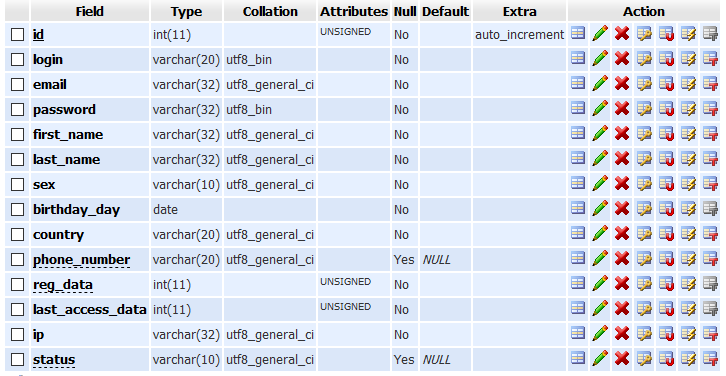 Field Type Collation Attributes Null Default Extra Action
id int(11) UNSIGNED No auto_increment
login varchar(20) utf8_bin No
email varchar(32) utf8_general_ci No
password varchar(32) utf8_bin No
first_name varchar(32) utf8_general_ci No
last_name varchar(32) utf8_general_ci No
sex varchar(10) utf8_general_ci No
birthday_day date No
country varchar(20) utf8_general_ci No
phone_number varchar(20) utf8_general_ci Yes NULL
reg_data int(11) UNSIGNED No
last_access_data int(11) UNSIGNED No
ip varchar(32) utf8_general_ci No
status varchar(10) utf8_general_ci Yes NULL